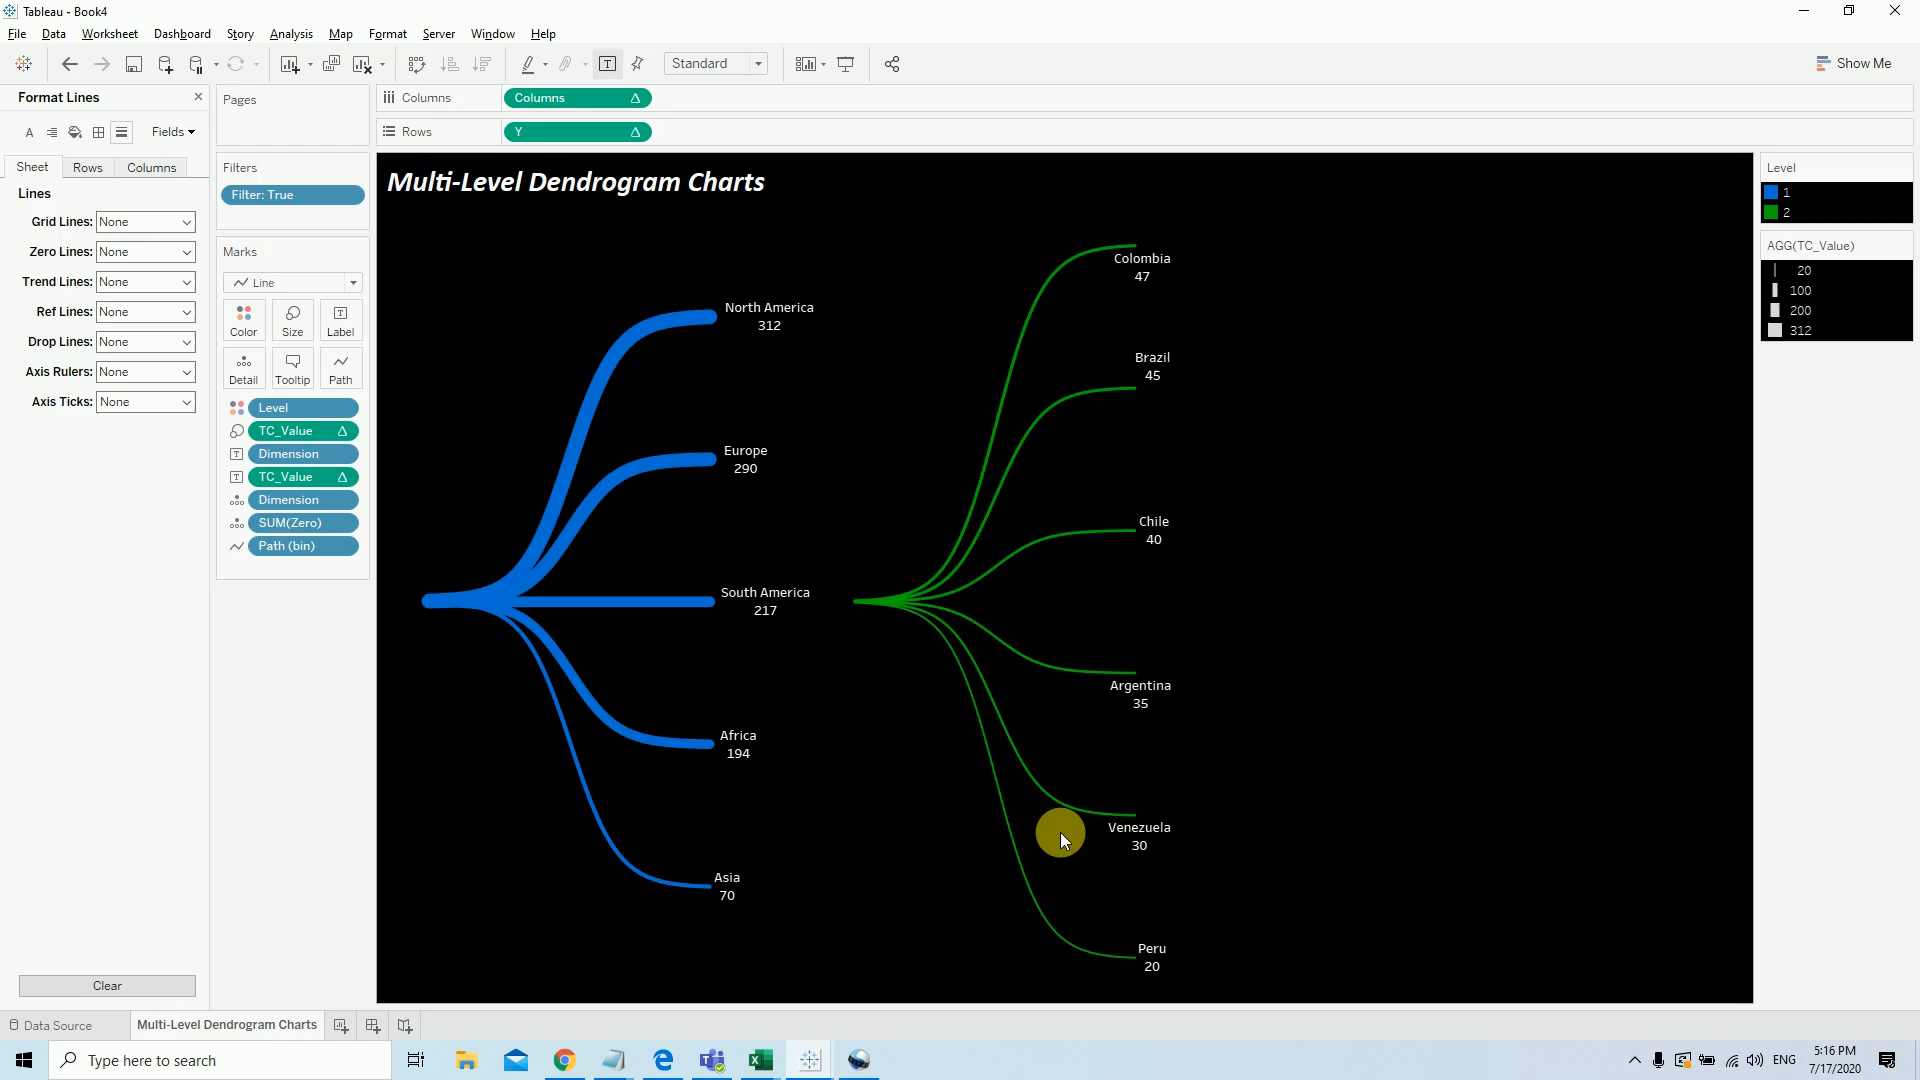 Tableau - Book4
File Data Worksheet Dashboard Story Analysis Map Format Server Window Help
Standard
Show Me
Format Lines
Fields
Sheet Rows Columns
Lines
Grid Lines: None
Zero Lines: None
Trend Lines: None
Ref Lines: None
Drop Lines: None
Axis Rulers: None
Axis Ticks: None
Clear
Pages
Filters
Filter: True
Marks
Line
Color Size Label
Detail Tooltip Path
Level
TC_Value
Dimension
TC_Value
Dimension
SUM(Zero)
Path (bin)
Columns Columns
Rows Y
Multi-Level Dendrogram Charts
North America
312
Europe
290
South America
217
Africa
194
Asia
70
Colombia
47
Brazil
45
Chile
40
Argentina
35
Venezuela
30
Peru
20
Level
1
2
AGG(TC_Value)
20
100
200
312
Data Source Multi-Level Dendrogram Charts
Type here to search
ENG
5:16 PM
7/17/2020